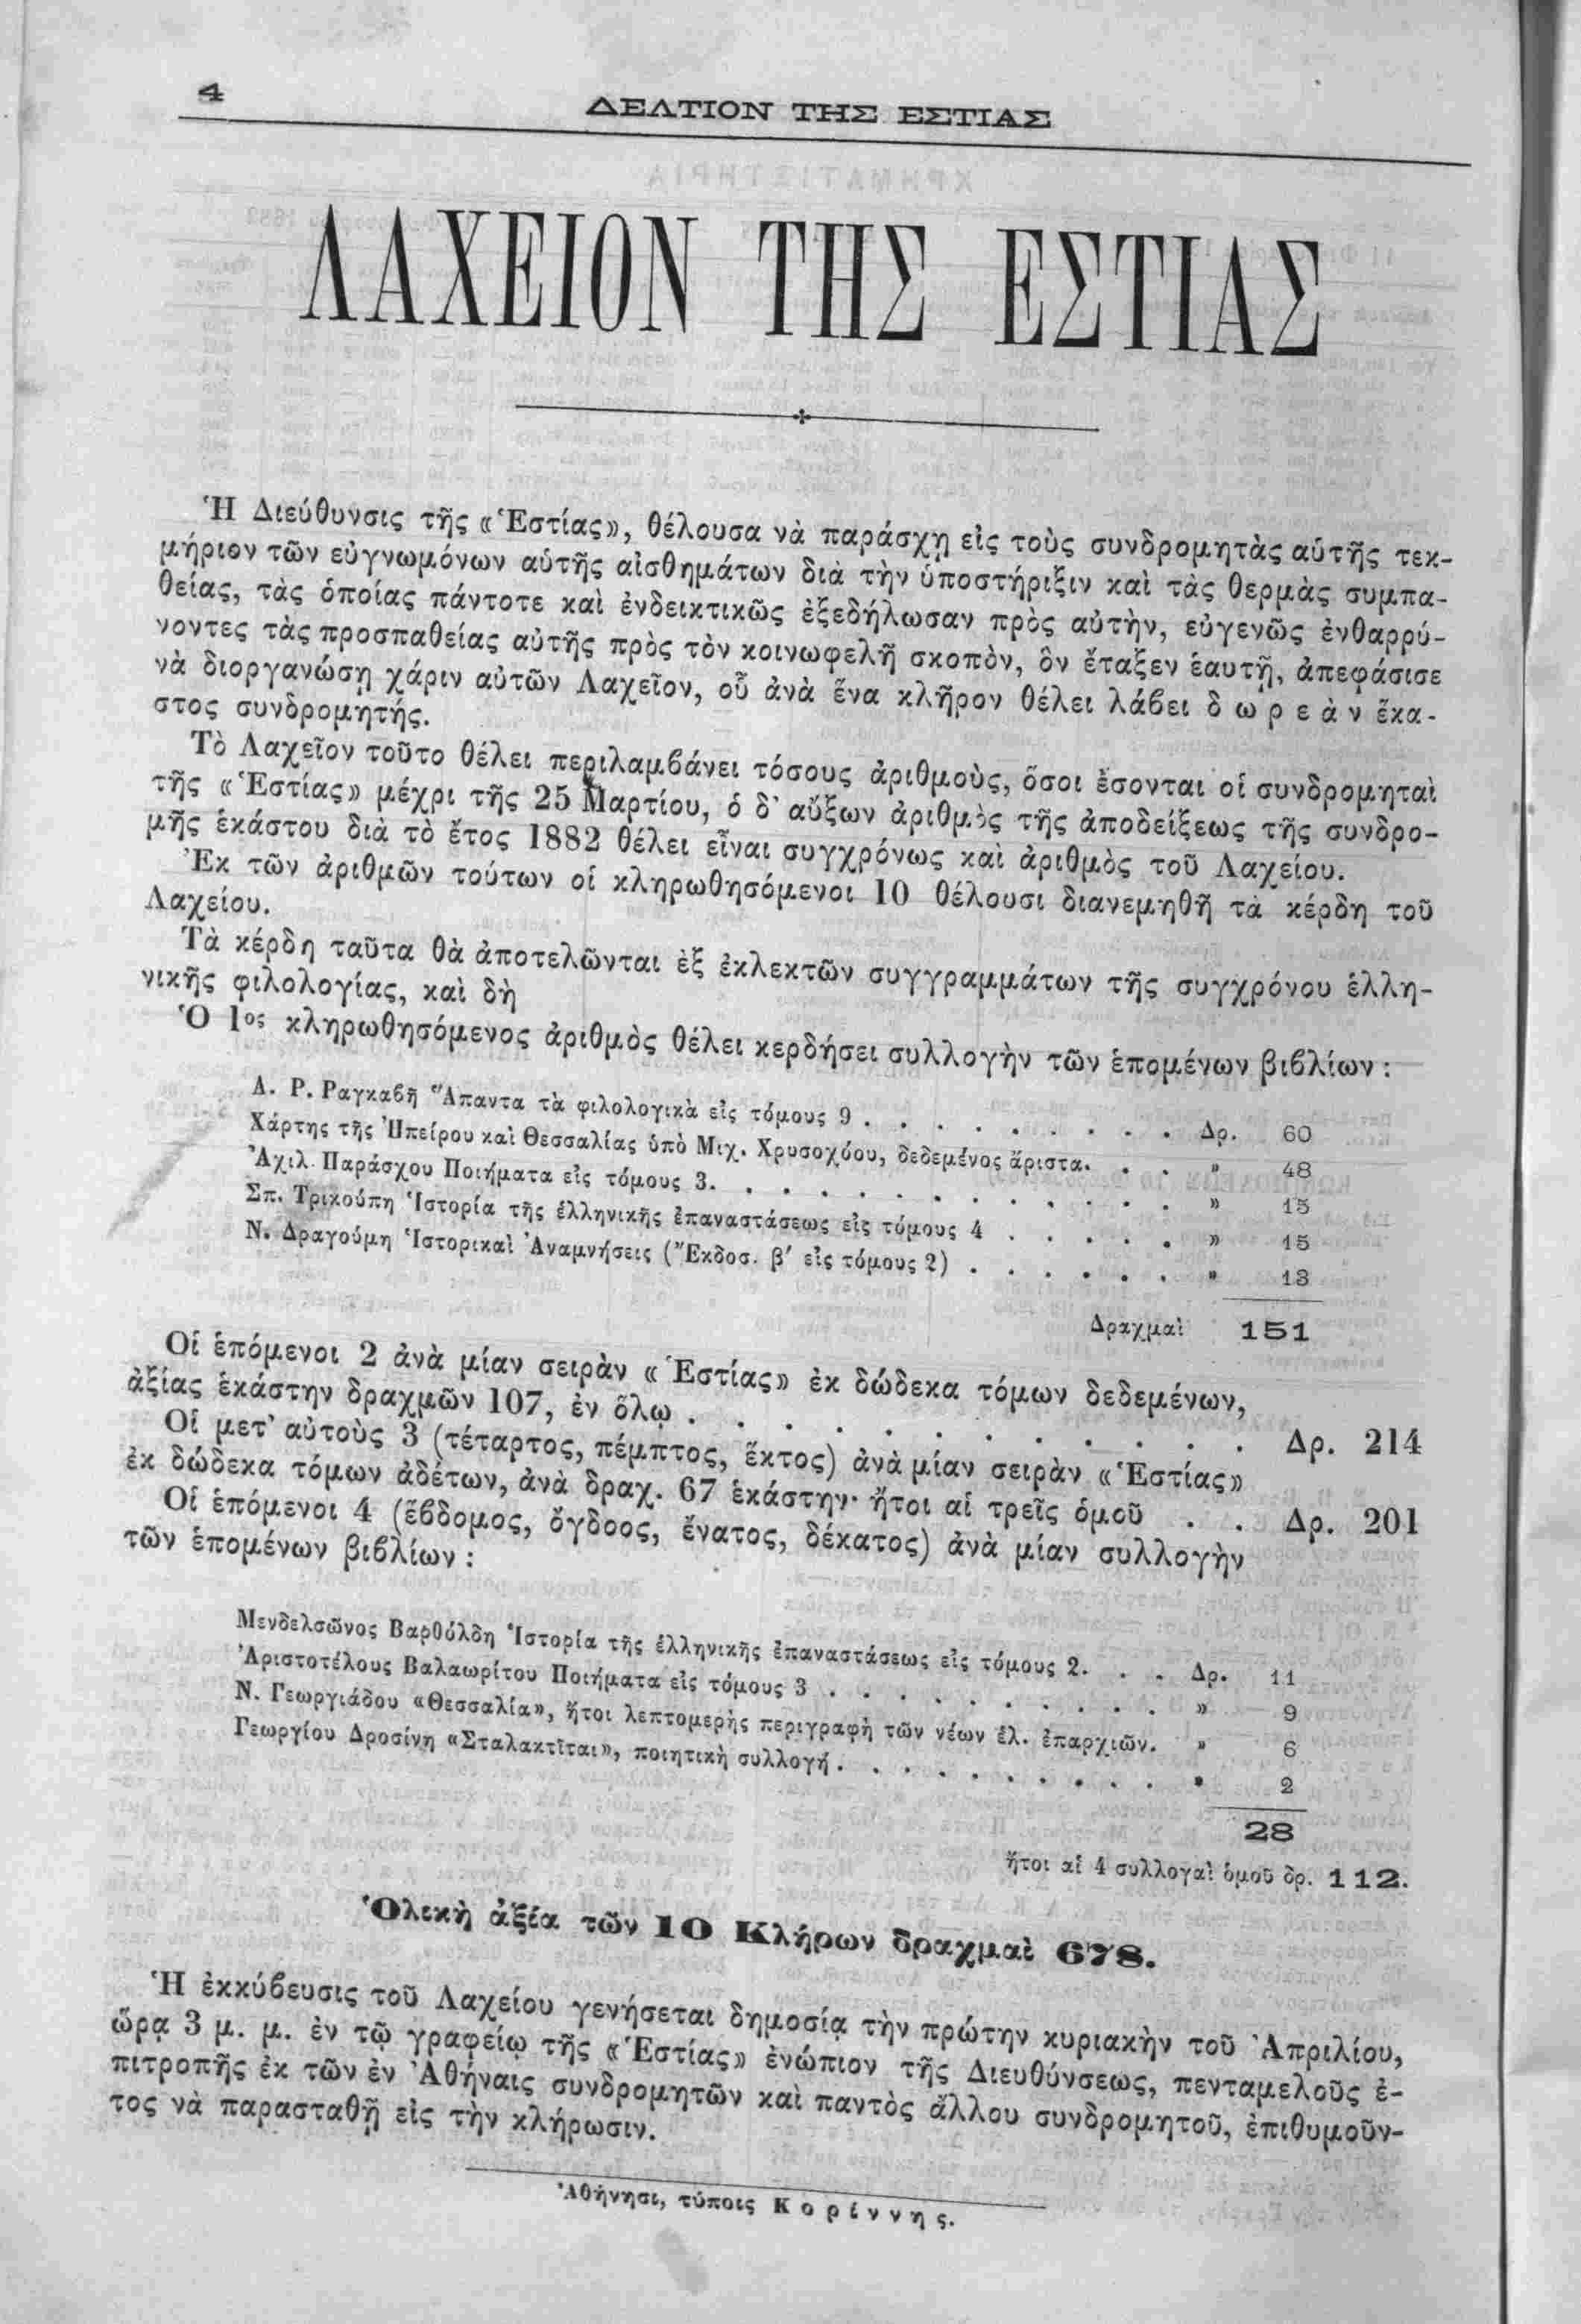 4
ΔΕΛΤΙΟΝ ΤΗΣ ΕΣΤΙΑΣ
ΛΑΧΕΙΟΝ ΤΗΣ ΕΣΤΙΑΣ
Ἡ Διεύθυνσις τῆς «Ἑστίας», θέλουσα νὰ παράσχῃ εἰς τοὺς συνδρομητὰς αὑτῆς τεκ-
μήριον τῶν εὐγνωμόνων αὑτῆς αἰσθημάτων διὰ τὴν ὑποστήριξιν καὶ τὰς θερμὰς συμπα-
θείας, τὰς ὁποίας πάντοτε καὶ ἐνδεικτικῶς ἐξεδήλωσαν πρὸς αὐτὴν, εὐγενῶς ἐνθαρρύ-
νοντες τὰς προσπαθείας αὐτῆς πρὸς τὸν κοινωφελῆ σκοπὸν, ὃν ἔταξεν ἑαυτῇ, ἀπεφάσισε
νὰ διοργανώσῃ χάριν αὐτῶν Λαχεῖον, οὗ ἀνὰ ἕνα κλῆρον θέλει λάβει δ ω ρ ε ὰ ν ἕκα-
στος συνδρομητής.
Τὸ Λαχεῖον τοῦτο θέλει περιλαμβάνει τόσους ἀριθμοὺς, ὅσοι ἔσονται οἱ συνδρομηταὶ
τῆς «Ἑστίας» μέχρι τῆς 25 Μαρτίου, ὁ δ' αὔξων ἀριθμὸς τῆς ἀποδείξεως τῆς συνδρο-
μῆς ἑκάστου διὰ τὸ ἔτος 1882 θέλει εἶναι συγχρόνως καὶ ἀριθμὸς τοῦ Λαχείου.
Ἐκ τῶν ἀριθμῶν τούτων οἱ κληρωθησόμενοι 10 θέλουσι διανεμηθῆ τὰ κέρδη τοῦ
Λαχείου.
Τὰ κέρδη ταῦτα θὰ ἀποτελῶνται ἐξ ἐκλεκτῶν συγγραμμάτων τῆς συγχρόνου ἑλλη-
νικῆς φιλολογίας, καὶ δὴ
Ὁ 1ος κληρωθησόμενος ἀριθμὸς θέλει κερδήσει συλλογὴν τῶν ἑπομένων βιβλίων :
Α. Ρ. Ραγκαβῆ Ἅπαντα τὰ φιλολογικὰ εἰς τόμους 9 . . . . . . . . . Δρ. 60
Χάρτης τῆς Ἠπείρου καὶ Θεσσαλίας ὑπὸ Μιχ. Χρυσοχόου, δεδεμένος ἄριστα. . . » 48
Ἀχιλ. Παράσχου Ποιήματα εἰς τόμους 3. . . . . . . . . . . . . . » 15
Σπ. Τρικούπη Ἱστορία τῆς ἑλληνικῆς ἐπαναστάσεως εἰς τόμους 4 . . . . . » 15
Ν. Δραγούμη Ἱστορικαὶ Ἀναμνήσεις (Ἔκδοσ. β′ εἰς τόμους 2) . . . . . . » 13
Δραχμαὶ 151
Οἱ ἑπόμενοι 2 ἀνὰ μίαν σειρὰν «Ἑστίας» ἐκ δώδεκα τόμων δεδεμένων,
ἀξίας ἑκάστην δραχμῶν 107, ἐν ὅλῳ . . . . . . . . . . . . . Δρ. 214
Οἱ μετ' αὐτοὺς 3 (τέταρτος, πέμπτος, ἕκτος) ἀνὰ μίαν σειρὰν «Ἑστίας»
ἐκ δώδεκα τόμων ἀδέτων, ἀνὰ δραχ. 67 ἑκάστην· ἤτοι αἱ τρεῖς ὁμοῦ . . Δρ. 201
Οἱ ἑπόμενοι 4 (ἕβδομος, ὄγδοος, ἔνατος, δέκατος) ἀνὰ μίαν συλλογὴν
τῶν ἑπομένων βιβλίων :
Μενδελσῶνος Βαρθόλδη Ἱστορία τῆς ἑλληνικῆς ἐπαναστάσεως εἰς τόμους 2. . . Δρ. 11
Ἀριστοτέλους Βαλαωρίτου Ποιήματα εἰς τόμους 3 . . . . . . . . . . » 9
Ν. Γεωργιάδου «Θεσσαλία», ἤτοι λεπτομερὴς περιγραφὴ τῶν νέων ἑλ. ἐπαρχιῶν. » 6
Γεωργίου Δροσίνη «Σταλακτῖται», ποιητικὴ συλλογή . . . . . . . . . . » 2
28
ἤτοι αἱ 4 συλλογαὶ ὁμοῦ δρ. 112.
Ὁλικὴ ἀξία τῶν 10 Κλήρων δραχμαὶ 678.
Ἡ ἐκκύβευσις τοῦ Λαχείου γενήσεται δημοσίᾳ τὴν πρώτην κυριακὴν τοῦ Ἀπριλίου,
ὥρᾳ 3 μ. μ. ἐν τῷ γραφείῳ τῆς «Ἑστίας» ἐνώπιον τῆς Διευθύνσεως, πενταμελοῦς ἐ-
πιτροπῆς ἐκ τῶν ἐν Ἀθήναις συνδρομητῶν καὶ παντὸς ἄλλου συνδρομητοῦ, ἐπιθυμοῦν-
τος νὰ παρασταθῇ εἰς τὴν κλήρωσιν.
Ἀθήνησι, τύποις Κ ο ρ ί ν ν η ς.